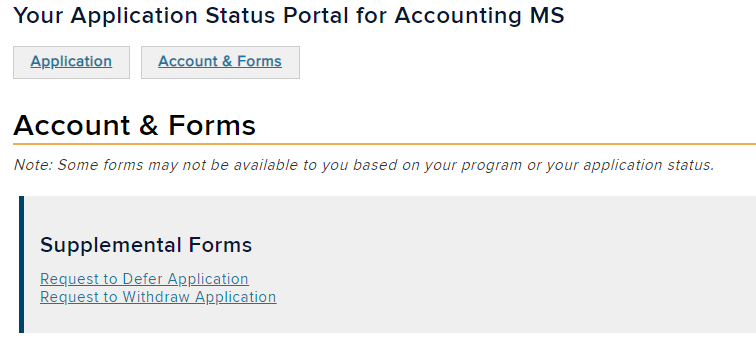 Your Application Status Portal for Accounting MS
Application Account & Forms
Account & Forms
Note: Some forms may not be available to you based on your program or your application status.
Supplemental Forms
Request to Defer Application
Request to Withdraw Application